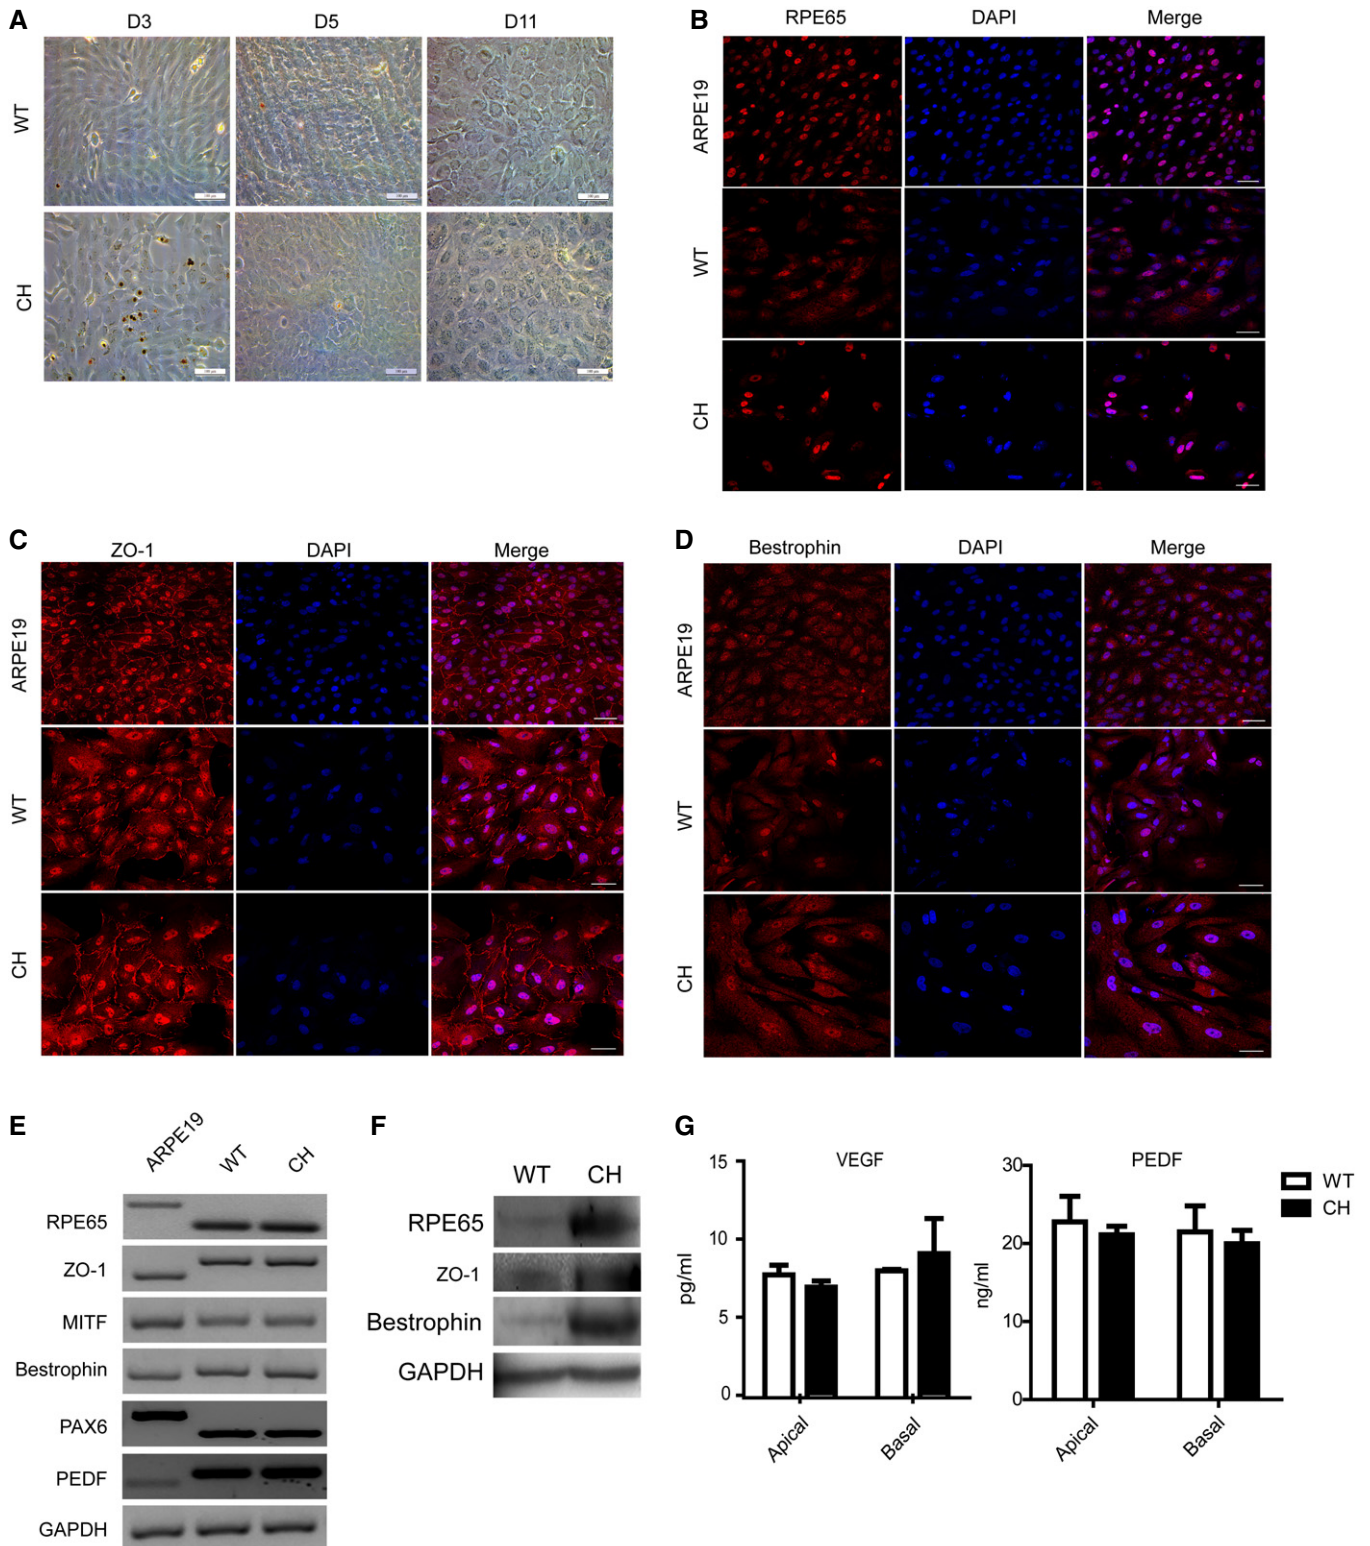 A
D3 D5 D11
WT
CH
B
RPE65 DAPI Merge
ARPE19
WT
CH
C
ZO-1 DAPI Merge
ARPE19
WT
CH
D
Bestrophin DAPI Merge
ARPE19
WT
CH
E
ARPE19 WT CH
RPE65
ZO-1
MITF
Bestrophin
PAX6
PEDF
GAPDH
F
WT CH
RPE65
ZO-1
Bestrophin
GAPDH
G
VEGF
pg/ml
15
10
5
0
Apical Basal
PEDF
ng/ml
30
20
10
0
Apical Basal
WT
CH